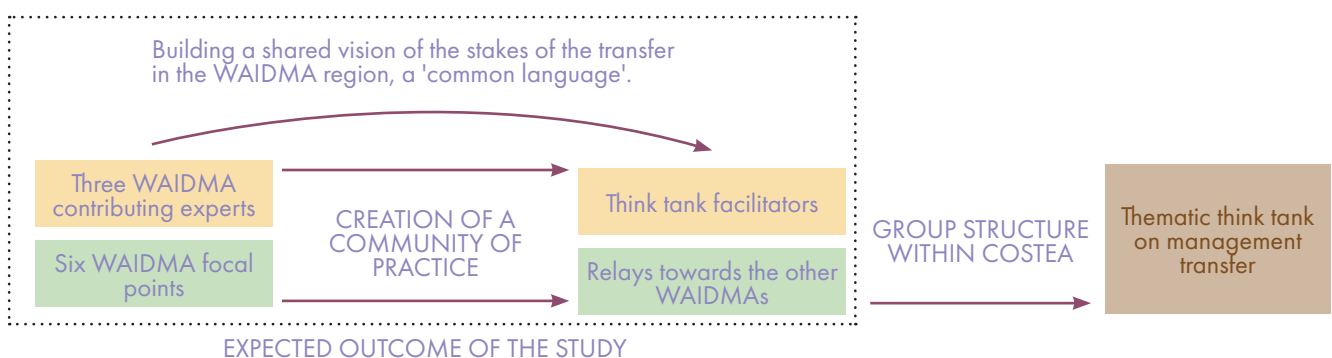 Building a shared vision of the stakes of the transfer
in the WAIDMA region, a 'common language'.
Three WAIDMA
contributing experts
Six WAIDMA focal
points
CREATION OF A
COMMUNITY OF
PRACTICE
Think tank facilitators
Relays towards the other
WAIDMAs
GROUP STRUCTURE
WITHIN COSTEA
Thematic think tank
on management
transfer
EXPECTED OUTCOME OF THE STUDY